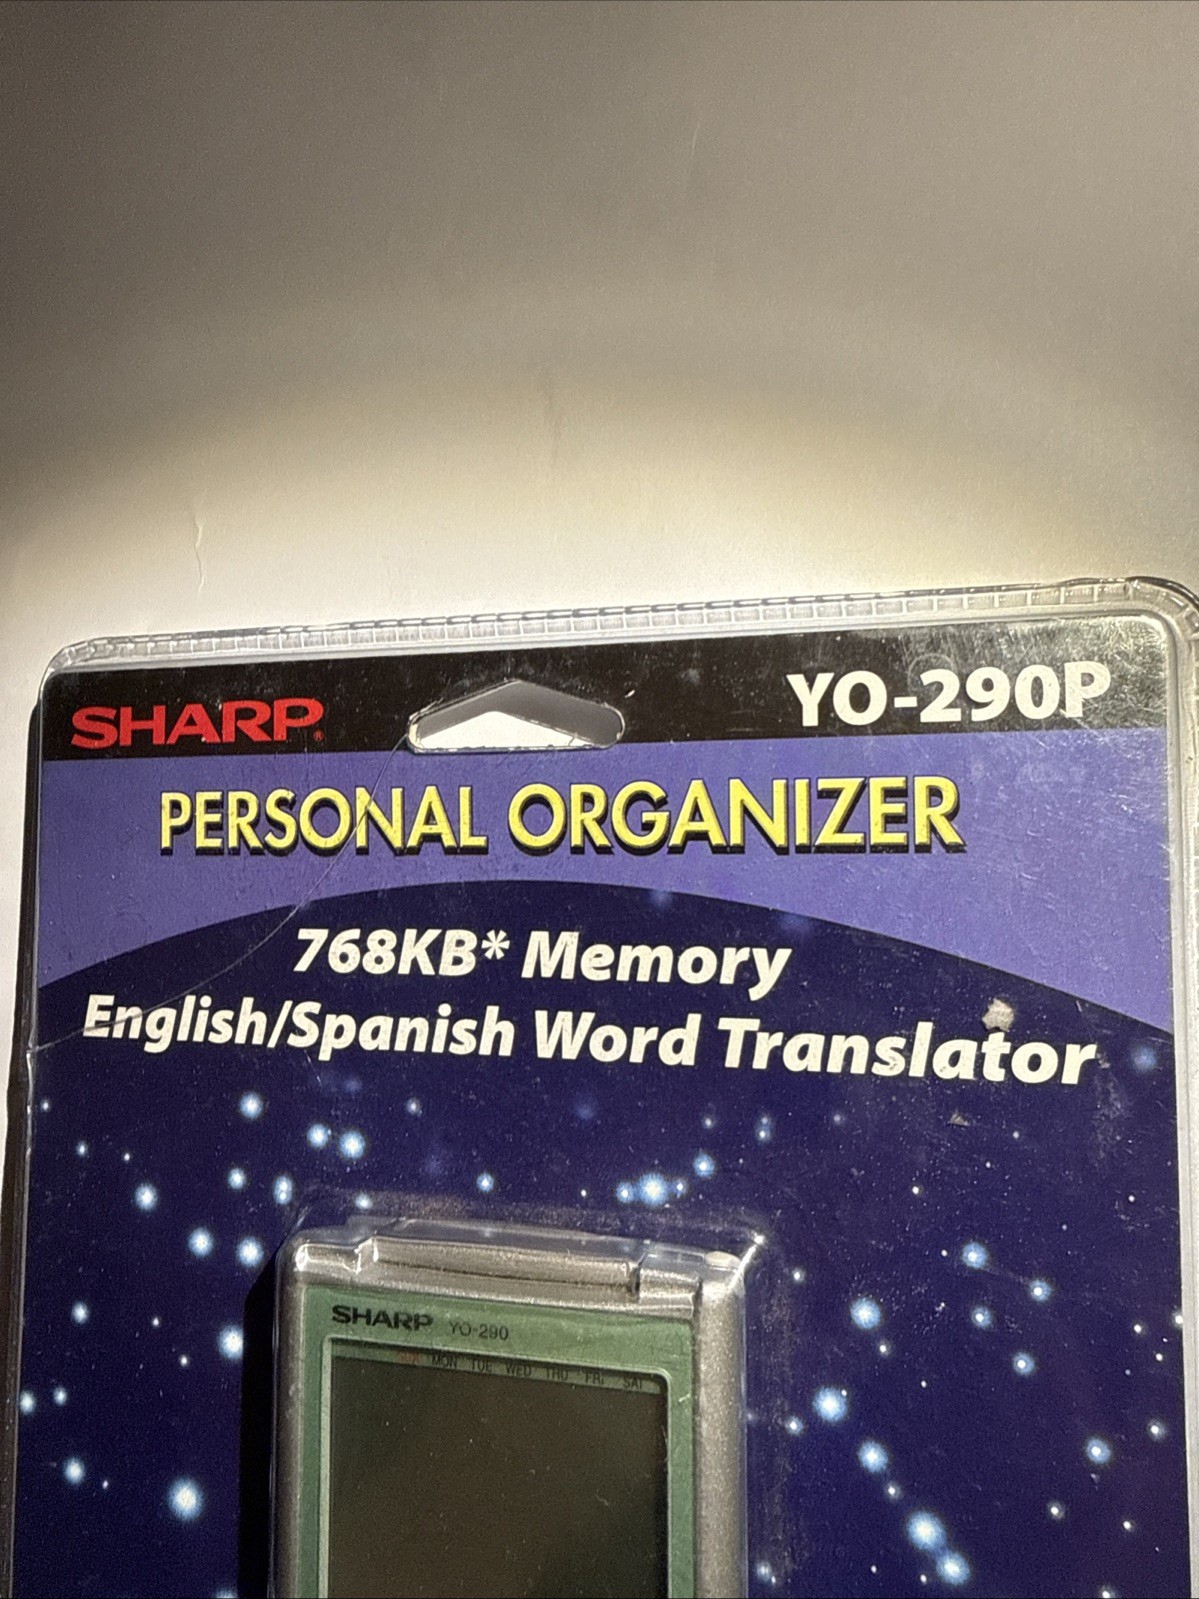 SHARP®
YO-290P
PERSONAL ORGANIZER
768KB* Memory
English/Spanish Word Translator
SHARP YO-290
SUN MON TUE WED THU FRI SAT